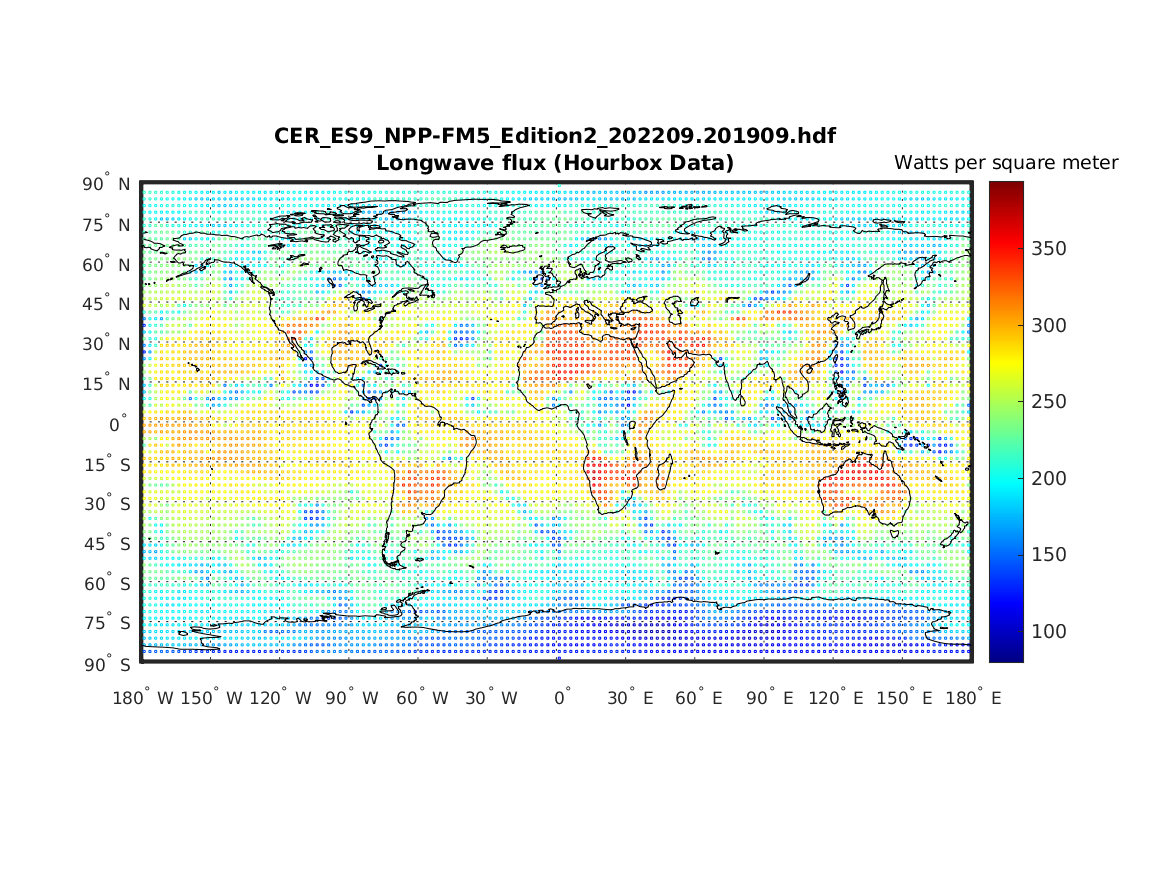 CER_ES9_NPP-FM5_Edition2_202209.201909.hdf
Longwave flux (Hourbox Data)
Watts per square meter
90° N
75° N
60° N
45° N
30° N
15° N
0°
15° S
30° S
45° S
60° S
75° S
90° S
180° W 150° W 120° W 90° W 60° W 30° W 0° 30° E 60° E 90° E 120° E 150° E 180° E
350
300
250
200
150
100